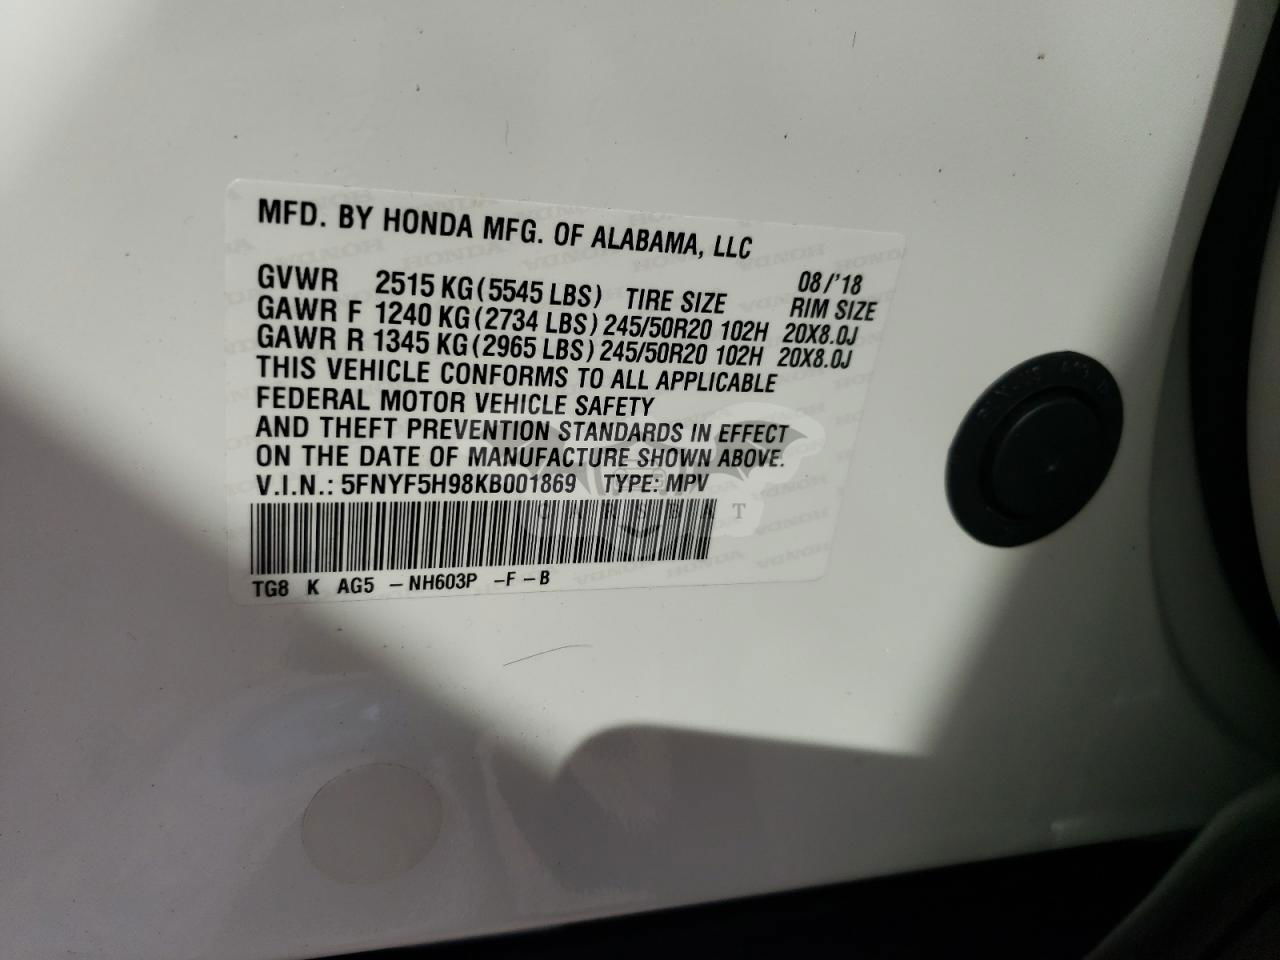 MFD. BY HONDA MFG. OF ALABAMA, LLC
08/'18
GVWR 2515 KG(5545 LBS) TIRE SIZE RIM SIZE
GAWR F 1240 KG(2734 LBS) 245/50R20 102H 20X8.0J
GAWR R 1345 KG(2965 LBS) 245/50R20 102H 20X8.0J
THIS VEHICLE CONFORMS TO ALL APPLICABLE
FEDERAL MOTOR VEHICLE SAFETY
AND THEFT PREVENTION STANDARDS IN EFFECT
ON THE DATE OF MANUFACTURE SHOWN ABOVE.
V.I.N.: 5FNYF5H98KB001869 TYPE: MPV
TG8 K AG5 -NH603P -F-B